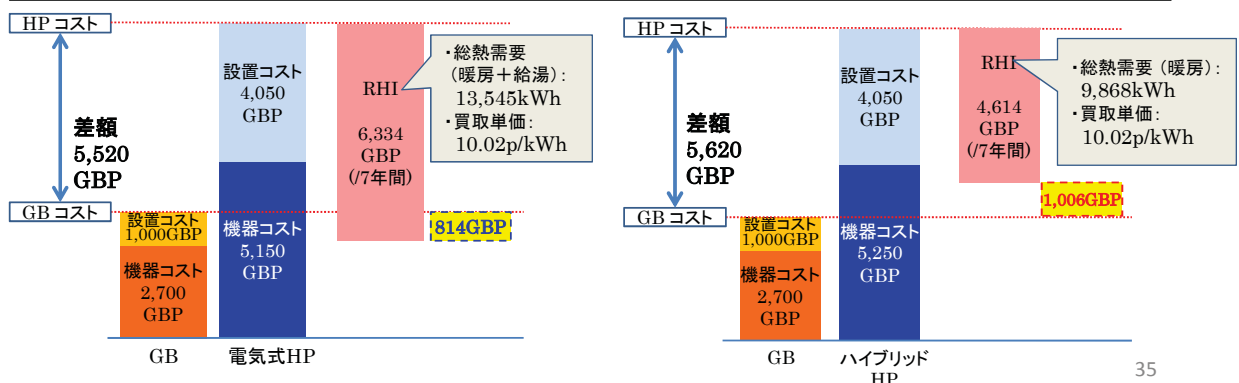 HP コスト
差額
5,520
GBP
GB コスト
設置コスト
1,000GBP
機器コスト
2,700
GBP
設置コスト
4,050
GBP
機器コスト
5,150
GBP
RHI
6,334
GBP
(/7年間)
・総熱需要
(暖房+給湯):
13,545kWh
・買取単価:
10.02p/kWh
814GBP
GB
電気式HP
HP コスト
差額
5,620
GBP
GB コスト
設置コスト
1,000GBP
機器コスト
2,700
GBP
設置コスト
4,050
GBP
機器コスト
5,250
GBP
RHI
4,614
GBP
(/7年間)
・総熱需要 (暖房):
9,868kWh
・買取単価:
10.02p/kWh
1,006GBP
GB
ハイブリッド
HP
35